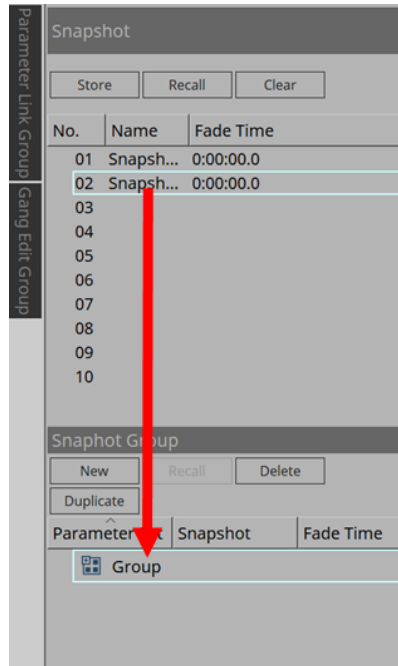 Parameter Link Group
Gang Edit Group
Snapshot
Store Recall Clear
No. Name Fade Time
01 Snapsh... 0:00:00.0
02 Snapsh... 0:00:00.0
03
04
05
06
07
08
09
10
Snaphot Group
New Recall Delete
Duplicate
Snapshot Fade Time
Group